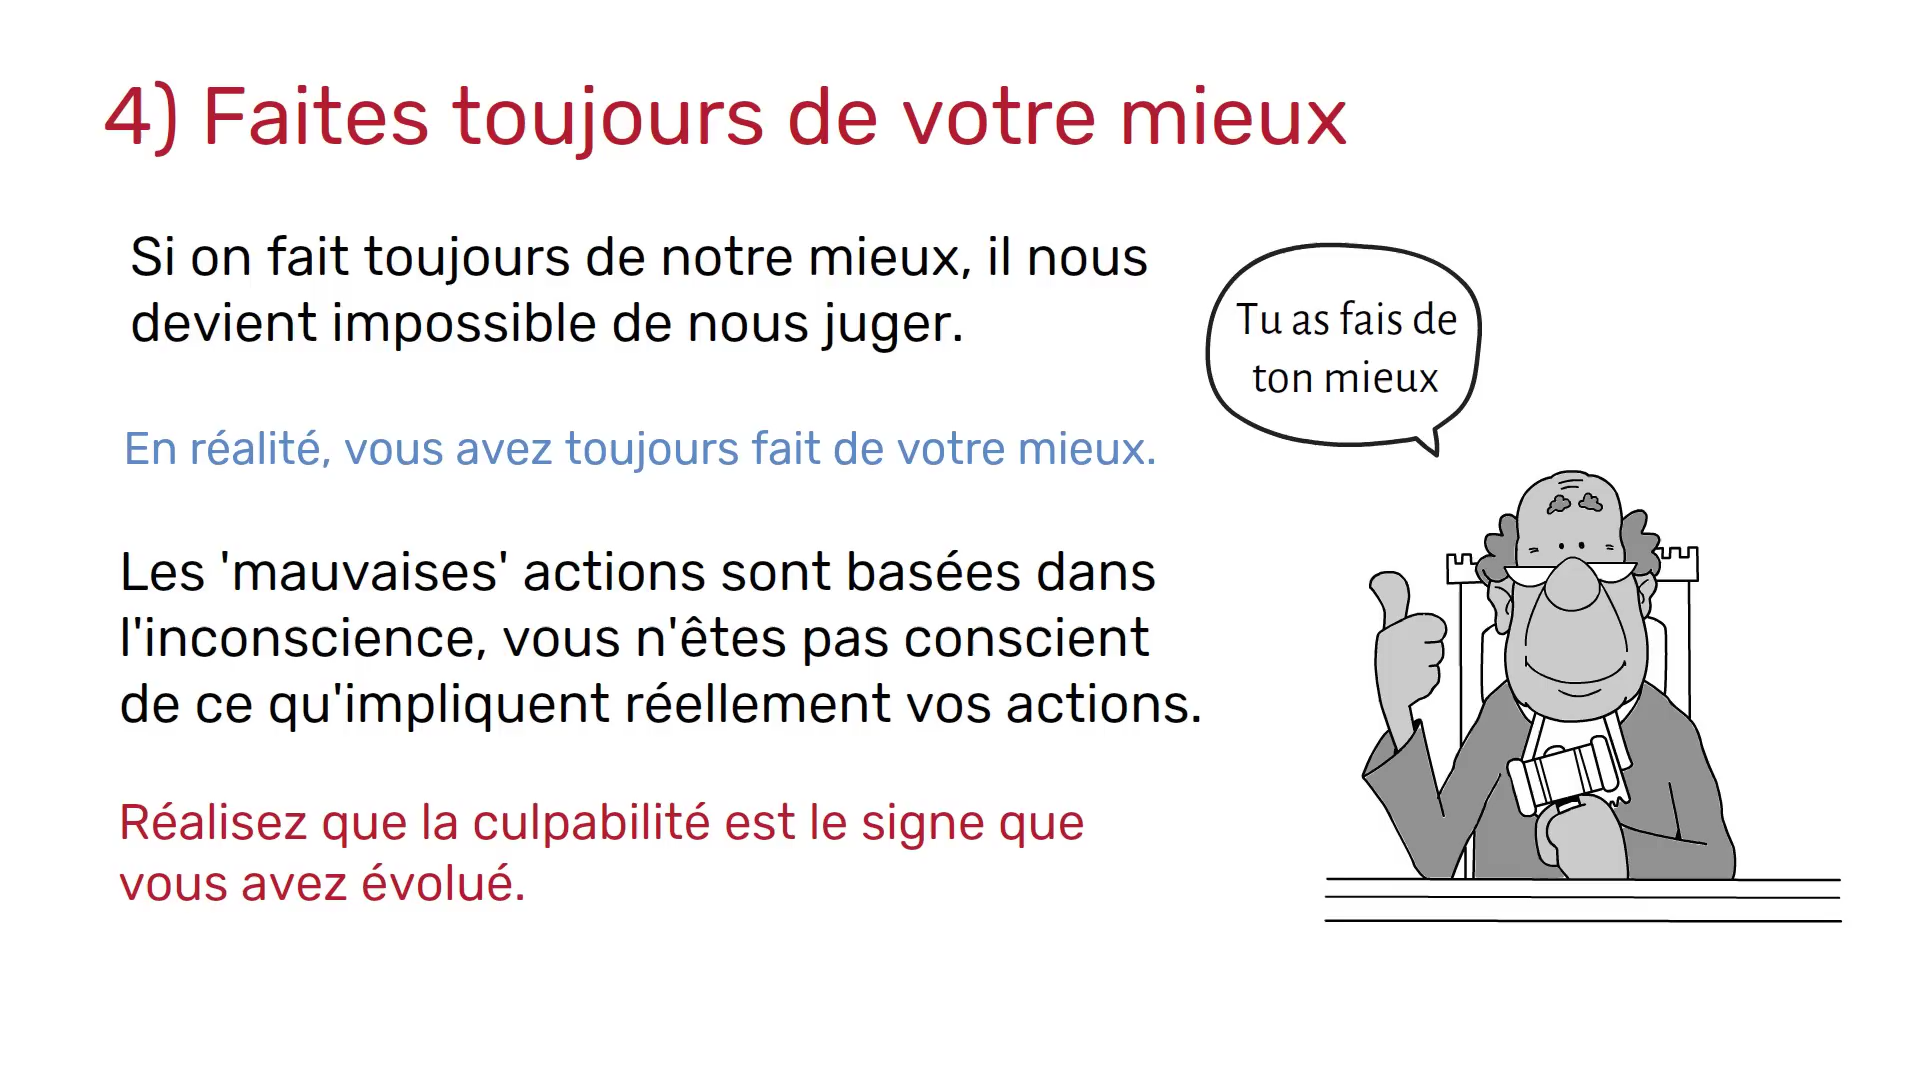 4) Faites toujours de votre mieux
Si on fait toujours de notre mieux, il nous
devient impossible de nous juger.
Tu as fais de
ton mieux
En réalité, vous avez toujours fait de votre mieux.
Les 'mauvaises' actions sont basées dans
l'inconscience, vous n'êtes pas conscient
de ce qu'impliquent réellement vos actions.
Réalisez que la culpabilité est le signe que
vous avez évolué.